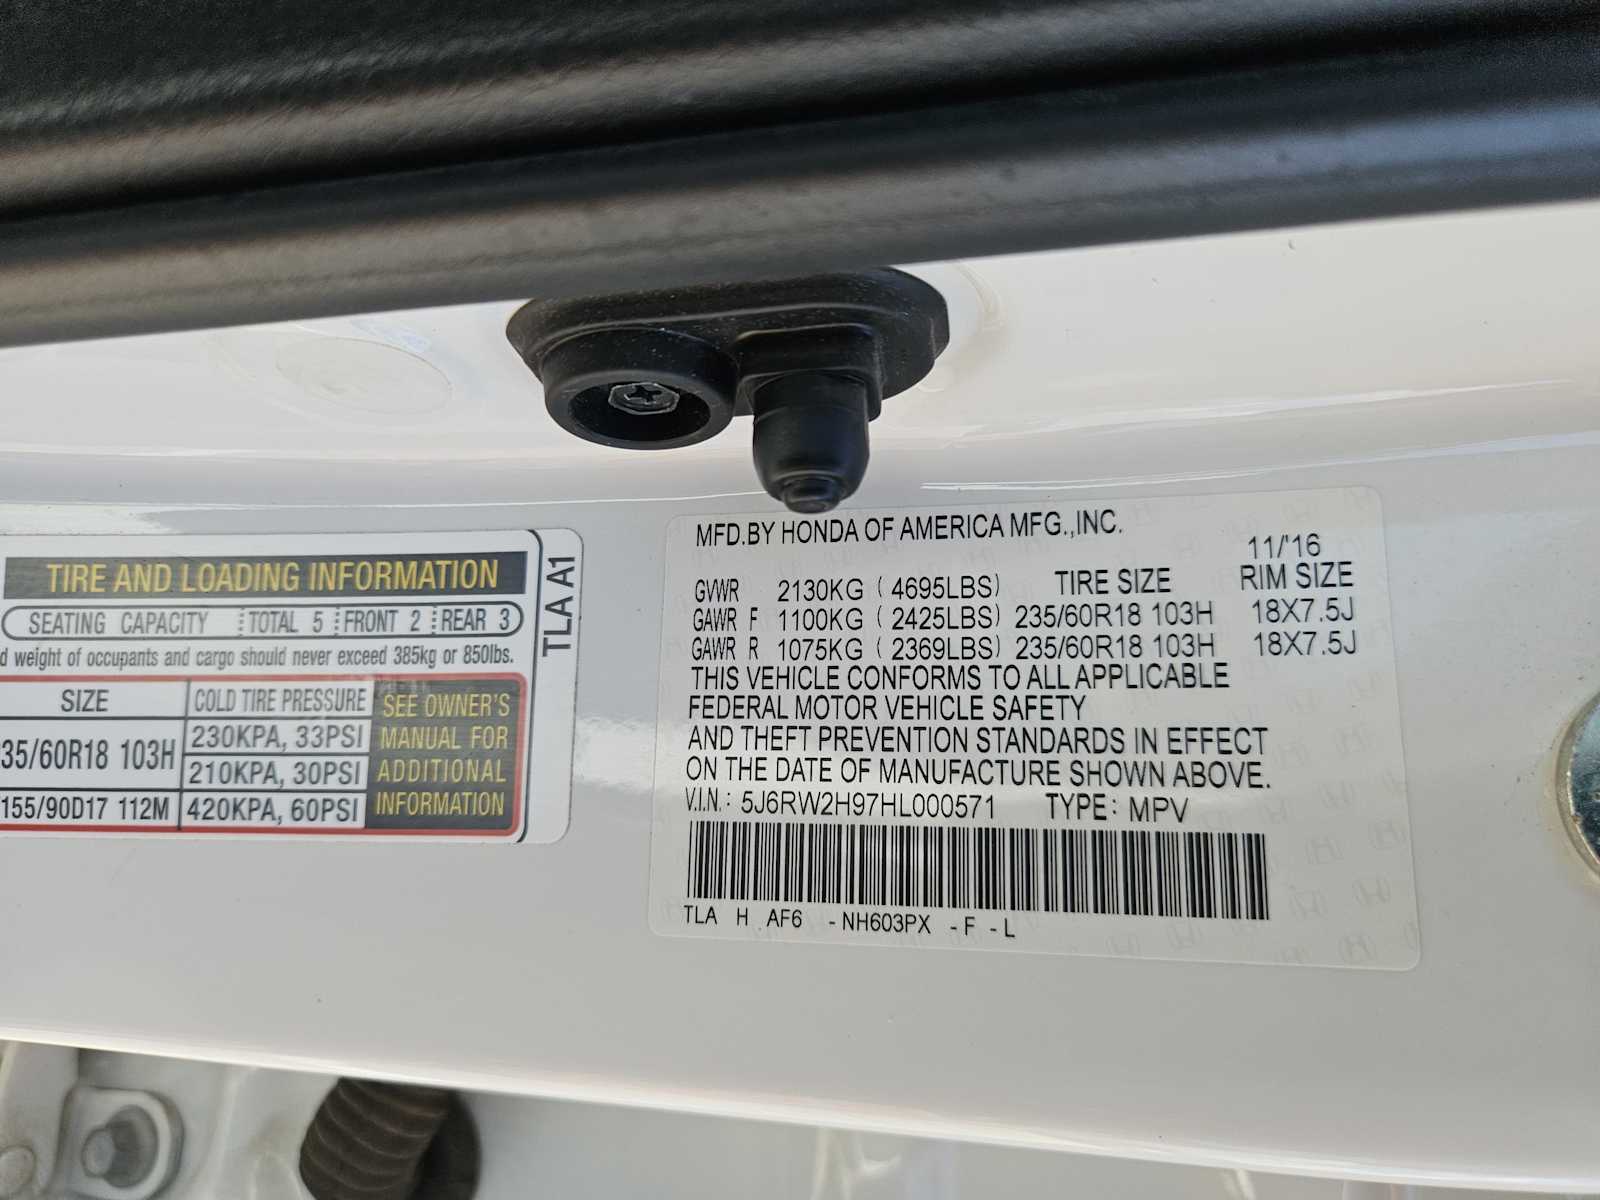 TIRE AND LOADING INFORMATION
SEATING CAPACITY TOTAL 5 FRONT 2 REAR 3
weight of occupants and cargo should never exceed 385kg or 850lbs.
SIZE COLD TIRE PRESSURE SEE OWNER'S MANUAL FOR ADDITIONAL INFORMATION
35/60R18 103H 230KPA, 33PSI
210KPA, 30PSI
155/90D17 112M 420KPA, 60PSI
TLA A1
MFD.BY HONDA OF AMERICA MFG.,INC.
11/'16
GVWR 2130KG (4695LBS) TIRE SIZE RIM SIZE
GAWR F 1100KG (2425LBS) 235/60R18 103H 18X7.5J
GAWR R 1075KG (2369LBS) 235/60R18 103H 18X7.5J
THIS VEHICLE CONFORMS TO ALL APPLICABLE
FEDERAL MOTOR VEHICLE SAFETY
AND THEFT PREVENTION STANDARDS IN EFFECT
ON THE DATE OF MANUFACTURE SHOWN ABOVE.
V.I.N.: 5J6RW2H97HL000571 TYPE: MPV
TLA H AF6 -NH603PX -F -L